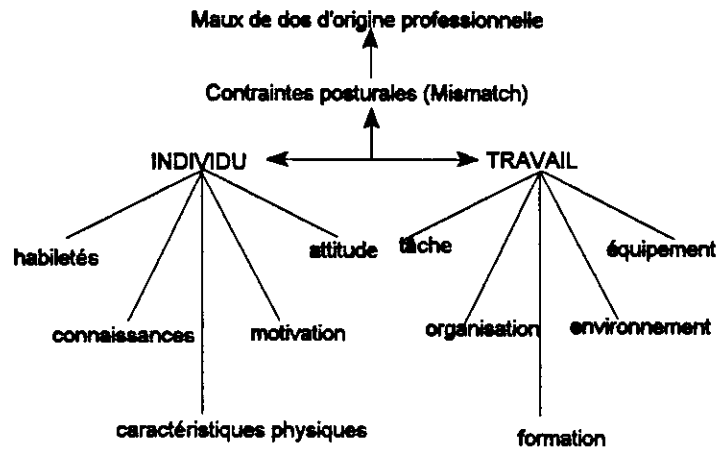 Maux de dos d'origine professionnelle
Contraintes posturales (Mismatch)
INDIVIDU
TRAVAIL
habiletés
attitude
tâche
équipement
connaissances
motivation
organisation
environnement
caractéristiques physiques
formation